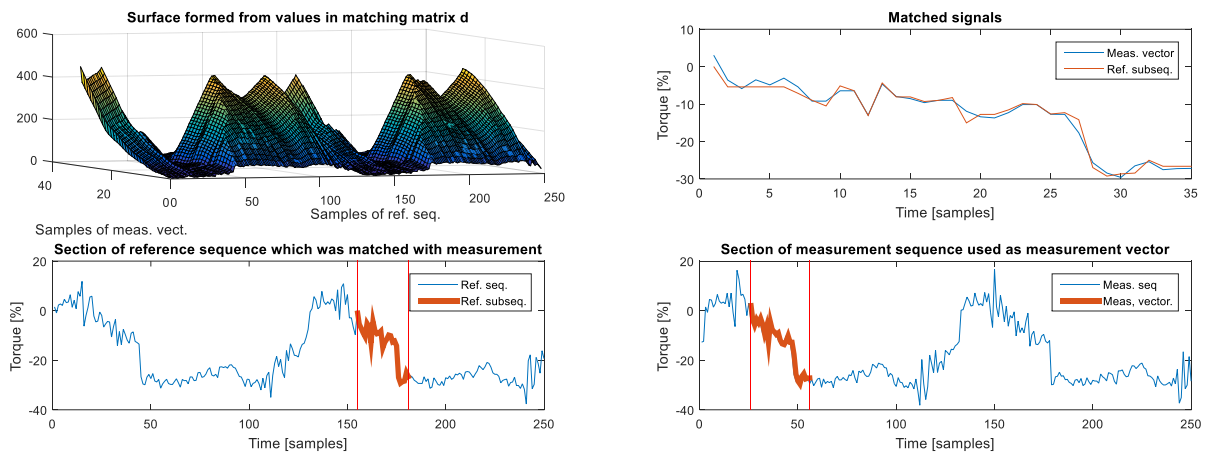 Surface formed from values in matching matrix d
600
400
200
0
40
20
00
50
100
150
200
250
Samples of ref. seq.
Samples of meas. vect.
Matched signals
10
0
-10
-20
-30
Torque [%]
Meas. vector
Ref. subseq.
0
5
10
15
20
25
30
35
Time [samples]
Section of reference sequence which was matched with measurement
20
0
-20
-40
Torque [%]
Ref. seq.
Ref. subseq.
0
50
100
150
200
250
Time [samples]
Section of measurement sequence used as measurement vector
20
0
-20
-40
Torque [%]
Meas. seq
Meas, vector.
0
50
100
150
200
250
Time [samples]